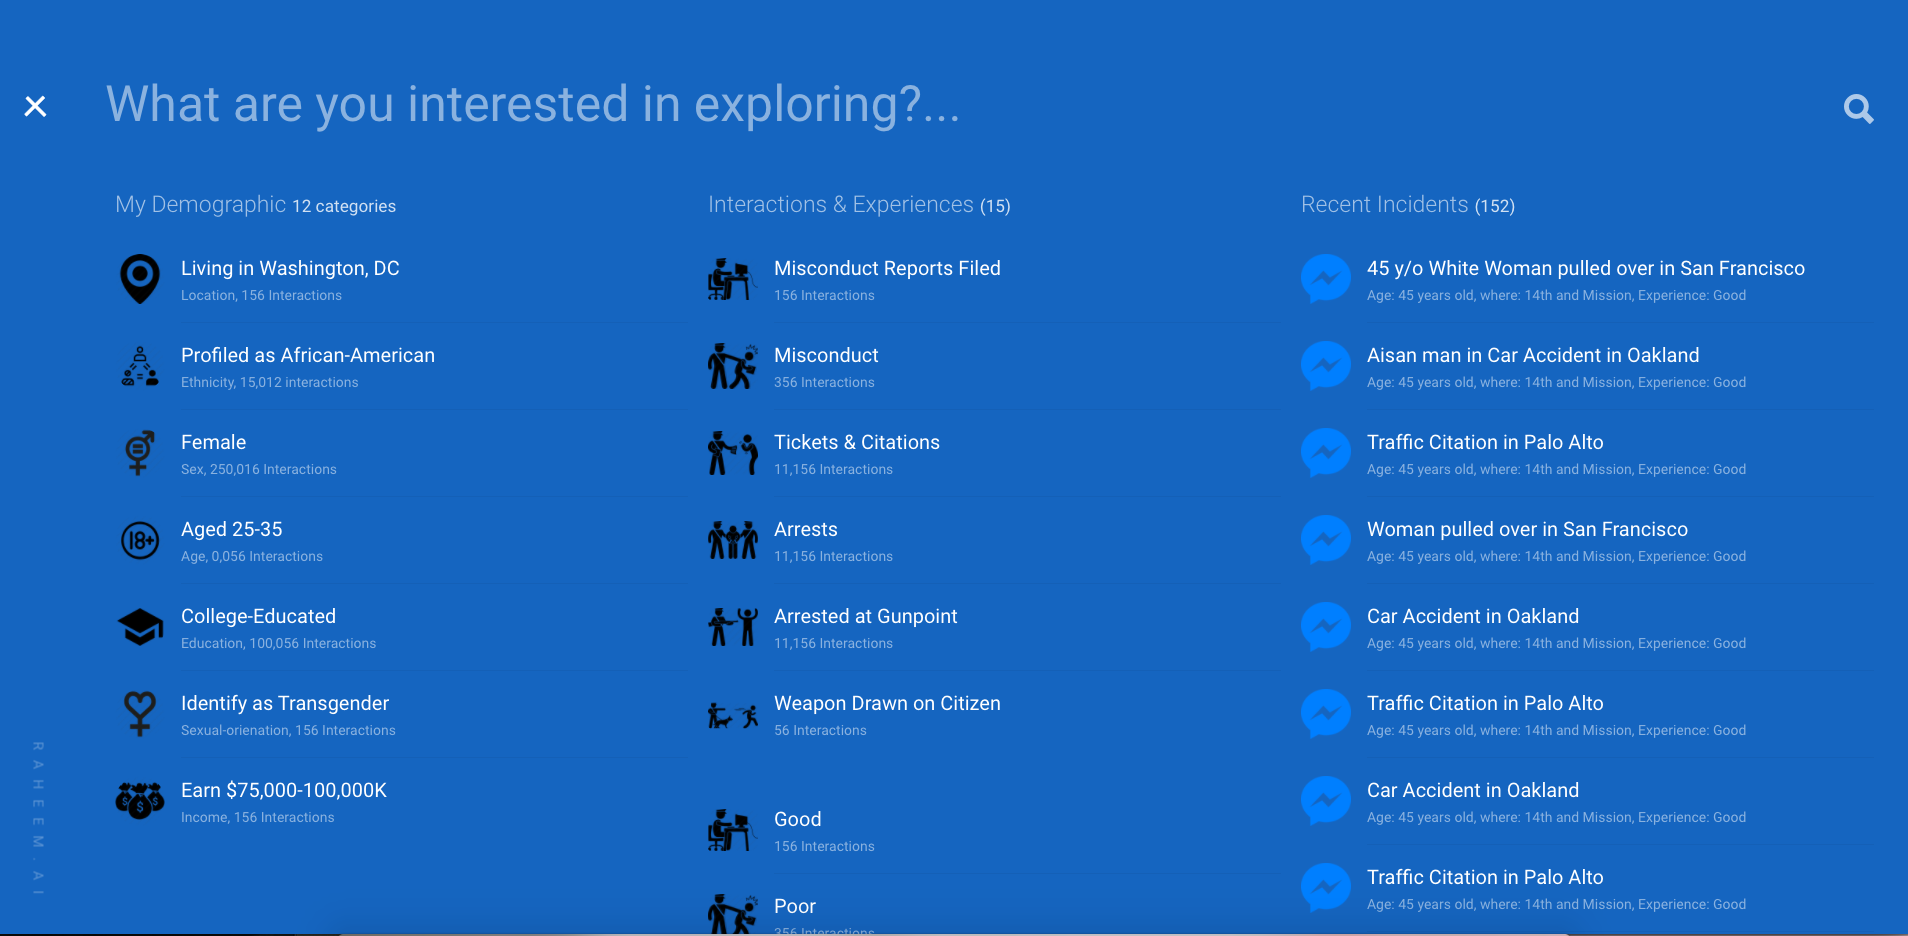 What are you interested in exploring?...
My Demographic 12 categories
Living in Washington, DC
Location, 156 Interactions
Profiled as African-American
Ethnicity, 15,012 interactions
Female
Sex, 250,016 Interactions
18+
Aged 25-35
Age, 0,056 Interactions
College-Educated
Education, 100,056 Interactions
Identify as Transgender
Sexual-orienation, 156 Interactions
$ $ $
Earn $75,000-100,000K
Income, 156 Interactions
Interactions & Experiences (15)
Misconduct Reports Filed
156 Interactions
Misconduct
356 Interactions
Tickets & Citations
11,156 Interactions
Arrests
11,156 Interactions
Arrested at Gunpoint
11,156 Interactions
Weapon Drawn on Citizen
56 Interactions
Good
156 Interactions
Poor
356 Interactions
Recent Incidents (152)
45 y/o White Woman pulled over in San Francisco
Age: 45 years old, where: 14th and Mission, Experience: Good
Aisan man in Car Accident in Oakland
Age: 45 years old, where: 14th and Mission, Experience: Good
Traffic Citation in Palo Alto
Age: 45 years old, where: 14th and Mission, Experience: Good
Woman pulled over in San Francisco
Age: 45 years old, where: 14th and Mission, Experience: Good
Car Accident in Oakland
Age: 45 years old, where: 14th and Mission, Experience: Good
Traffic Citation in Palo Alto
Age: 45 years old, where: 14th and Mission, Experience: Good
Car Accident in Oakland
Age: 45 years old, where: 14th and Mission, Experience: Good
Traffic Citation in Palo Alto
Age: 45 years old, where: 14th and Mission, Experience: Good
RAHEEM.AI